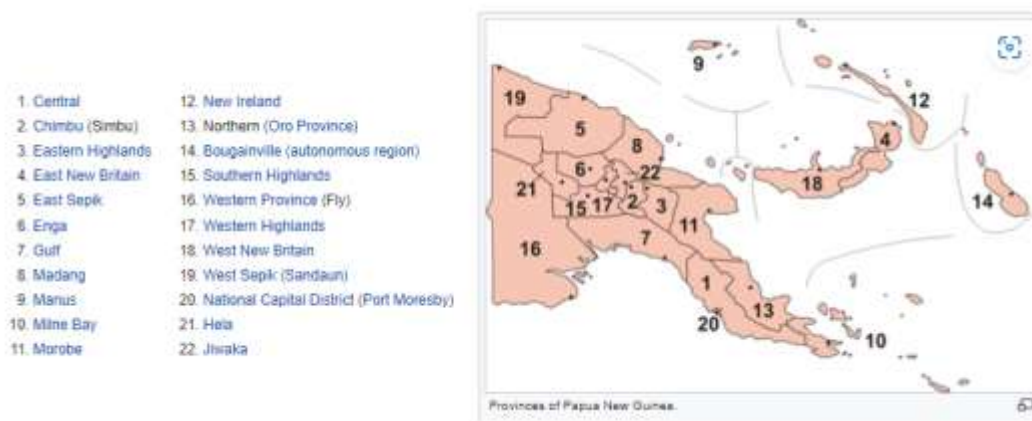 1. Central
2. Chimbu (Simbu)
3. Eastern Highlands
4. East New Britain
5. East Sepik
6. Enga
7. Gulf
8. Madang
9. Manus
10. Milne Bay
11. Morobe
12. New Ireland
13. Northern (Oro Province)
14. Bougainville (autonomous region)
15. Southern Highlands
16. Western Province (Fly)
17. Western Highlands
18. West New Britain
19. West Sepik (Sandaun)
20. National Capital District (Port Moresby)
21. Hela
22. Jiwaka
9
19
12
5
8
4
6
22
21
18
2
3
15
17
14
11
7
16
1
1
13
20
10
Provinces of Papua New Guinea.